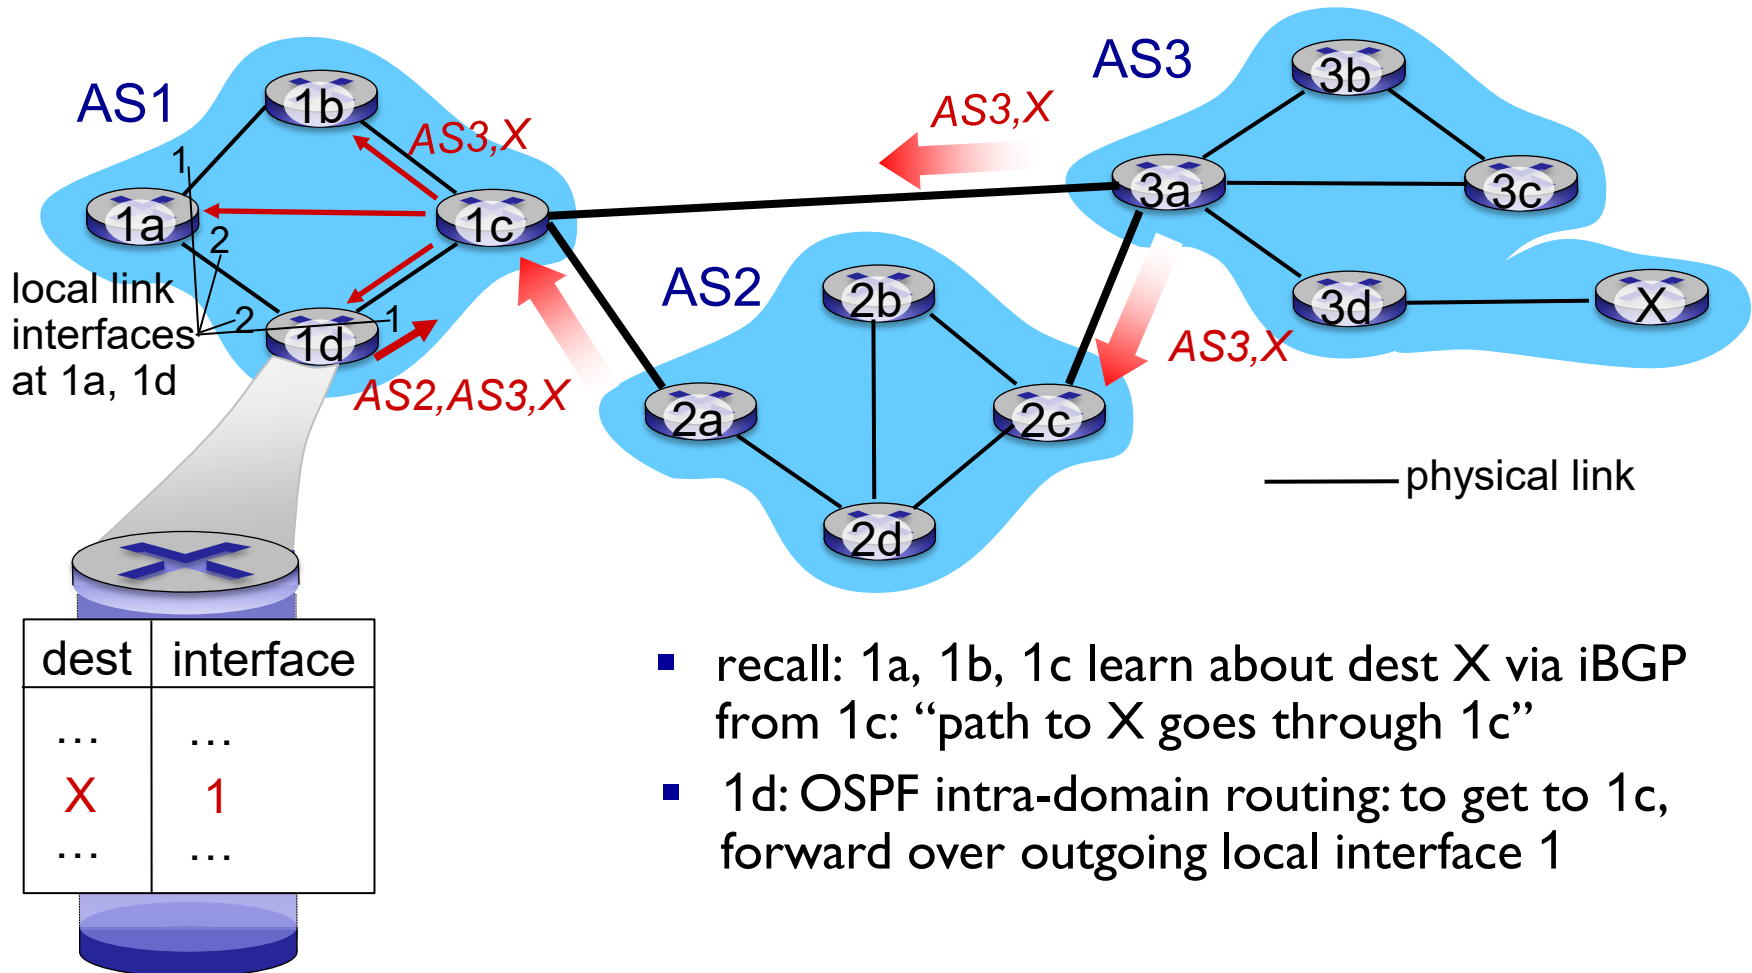 AS1
1b
AS3,X
1
1a
1c
2
local link
interfaces
at 1a, 1d
2
1
1d
AS2,AS3,X
AS3,X
AS3
3b
3a
3c
3d
X
AS3,X
AS2
2b
2a
2c
2d
physical link
dest interface
... ...
X 1
... ...
▪ recall: 1a, 1b, 1c learn about dest X via iBGP
from 1c: “path to X goes through 1c”
▪ 1d: OSPF intra-domain routing: to get to 1c,
forward over outgoing local interface 1